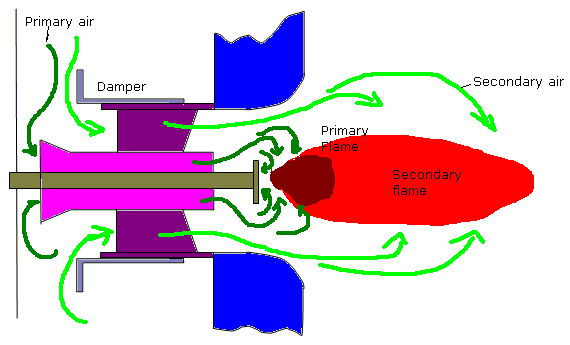 Primary air
Damper
Secondary air
Primary
Flame
Secondary
flame